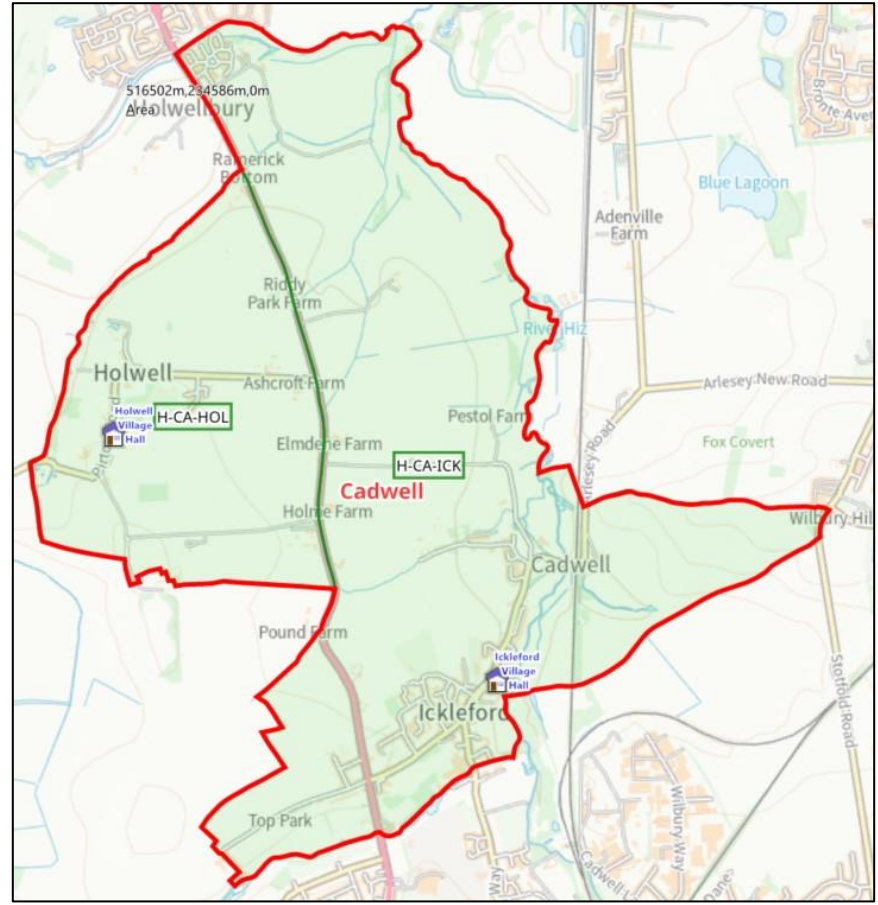 516502m,234586m,0m
Area
Holwellbury
Ramerick
Bottom
Bronte Ave
Blue Lagoon
Adenville
Farm
Riddy
Park Farm
River Hiz
Holwell
Ashcroft Farm
Arlesey New Road
Holwell
Village
Hall
H-CA-HOL
Pestol Farm
Arlesey Road
Elmdene Farm
Fox Covert
H-CA-ICK
Cadwell
Holme Farm
Wilbury Hil
Cadwell
Pound Farm
Ickleford
Village
Hall
Stotfold Road
Ickleford
Top Park
Wilbury Way
Way
Cadwell L
Dane